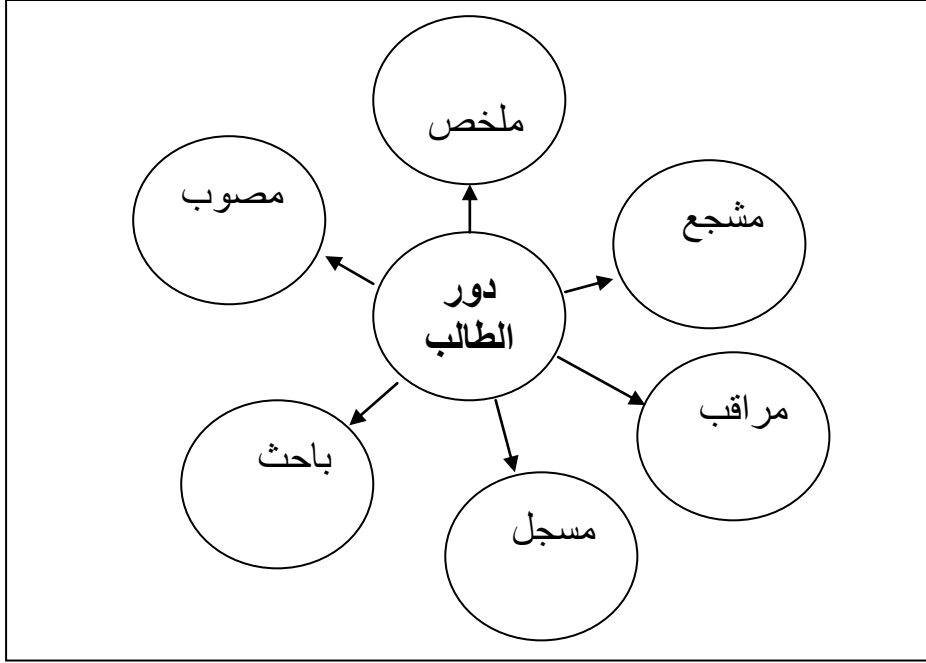 ملخص
مشجع
مصوب
دور
الطالب
مراقب
باحث
مسجل